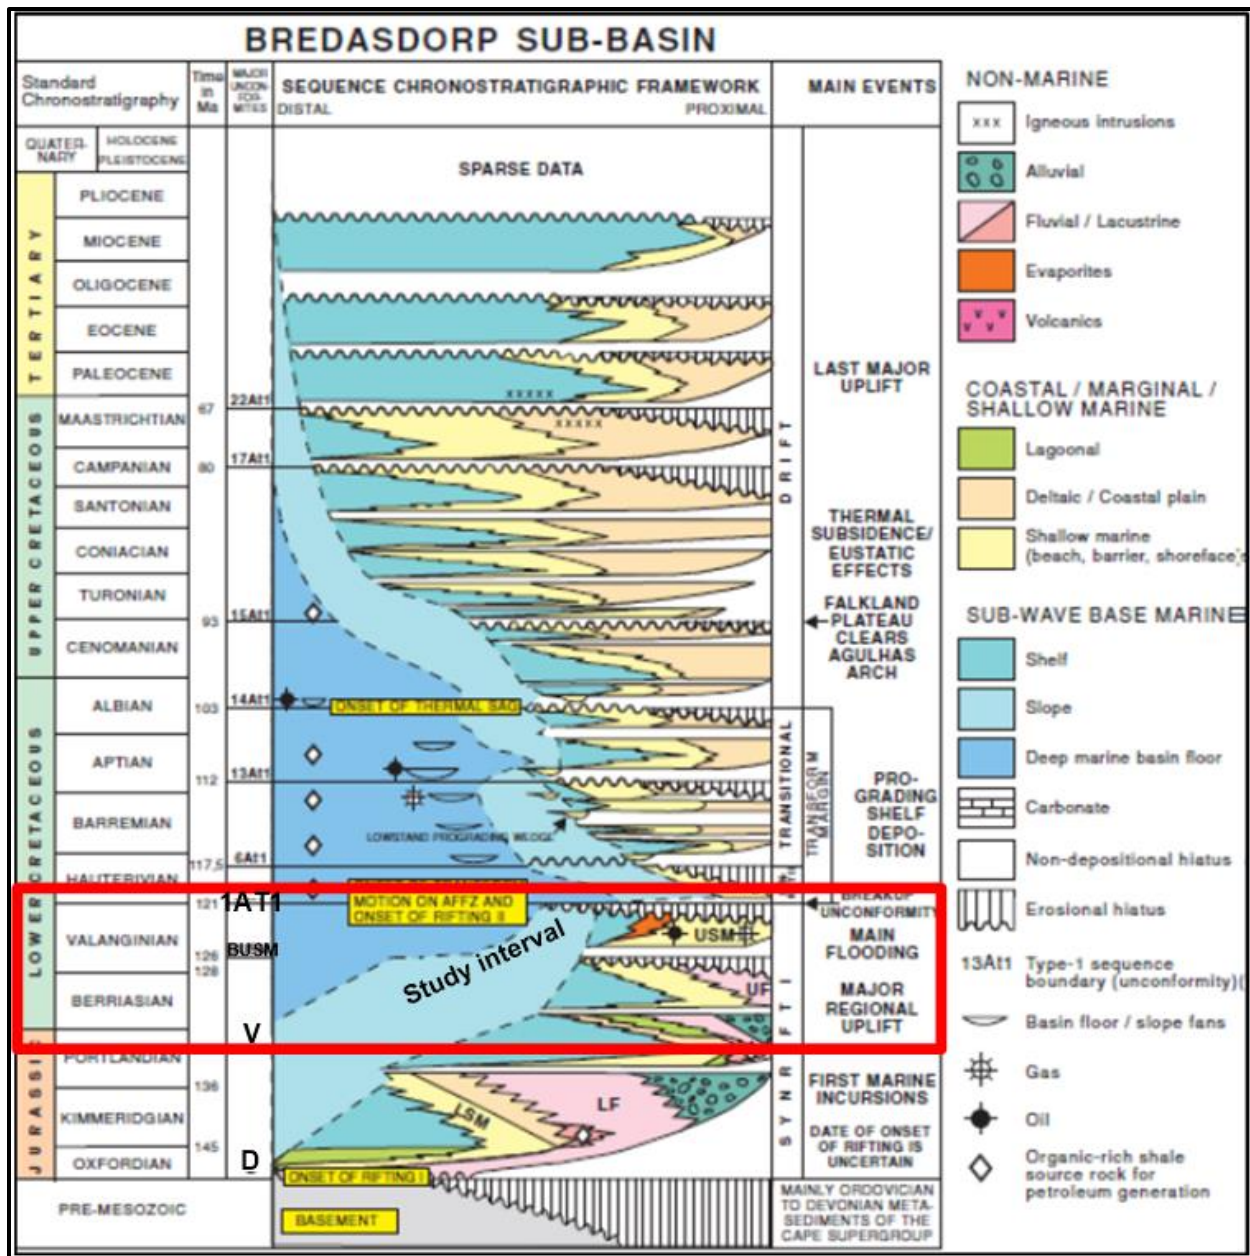 BREDASDORP SUB-BASIN
Standard
Chronostratigraphy
Time
in
Ma
MAJOR
UNCON-
FOR-
MITES
SEQUENCE CHRONOSTRATIGRAPHIC FRAMEWORK
DISTAL
PROXIMAL
MAIN EVENTS
QUATER-
NARY
HOLOCENE
PLEISTOCENE
SPARSE DATA
TERTIARY
PLIOCENE
MIOCENE
OLIGOCENE
EOCENE
PALEOCENE
LAST MAJOR
UPLIFT
xxxxx
UPPER CRETACEOUS
67
22At1
MAASTRICHTIAN
xxxxx
80
17At1
CAMPANIAN
DRIFT
SANTONIAN
THERMAL
SUBSIDENCE/
EUSTATIC
EFFECTS
CONIACIAN
TURONIAN
93
15At1
FALKLAND
PLATEAU
CLEARS
AGULHAS
ARCH
CENOMANIAN
LOWER CRETACEOUS
ALBIAN
103
14At1
ONSET OF THERMAL SAG
TRANSITIONAL
TRANSFORM
MARGIN
APTIAN
112
13At1
PRO-
GRADING
SHELF
DEPO-
SITION
BARREMIAN
LOWSTAND PROGRADING WEDGE
117,5
6At1
HAUTERIVIAN
121
1AT1
MOTION ON AFFZ AND
ONSET OF RIFTING II
BREAKUP
UNCONFORMITY
VALANGINIAN
126
BUSM
128
Study interval
USM
MAIN
FLOODING
BERRIASIAN
UF
MAJOR
REGIONAL
UPLIFT
V
SYNRIFT I
JURASSIC
PORTLANDIAN
136
KIMMERIDGIAN
LSM
LF
FIRST MARINE
INCURSIONS
145
OXFORDIAN
D
DATE OF ONSET
OF RIFTING IS
UNCERTAIN
ONSET OF RIFTING I
PRE-MESOZOIC
BASEMENT
MAINLY ORDOVICIAN
TO DEVONIAN META-
SEDIMENTS OF THE
CAPE SUPERGROUP
NON-MARINE
xxx
Igneous intrusions
Alluvial
Fluvial / Lacustrine
Evaporites
Volcanics
COASTAL / MARGINAL /
SHALLOW MARINE
Lagoonal
Deltaic / Coastal plain
Shallow marine
(beach, barrier, shoreface)
SUB-WAVE BASE MARINE
Shelf
Slope
Deep marine basin floor
Carbonate
Non-depositional hiatus
Erosional hiatus
13At1
Type-1 sequence
boundary (unconformity)
Basin floor / slope fans
Gas
Oil
Organic-rich shale
source rock for
petroleum generation